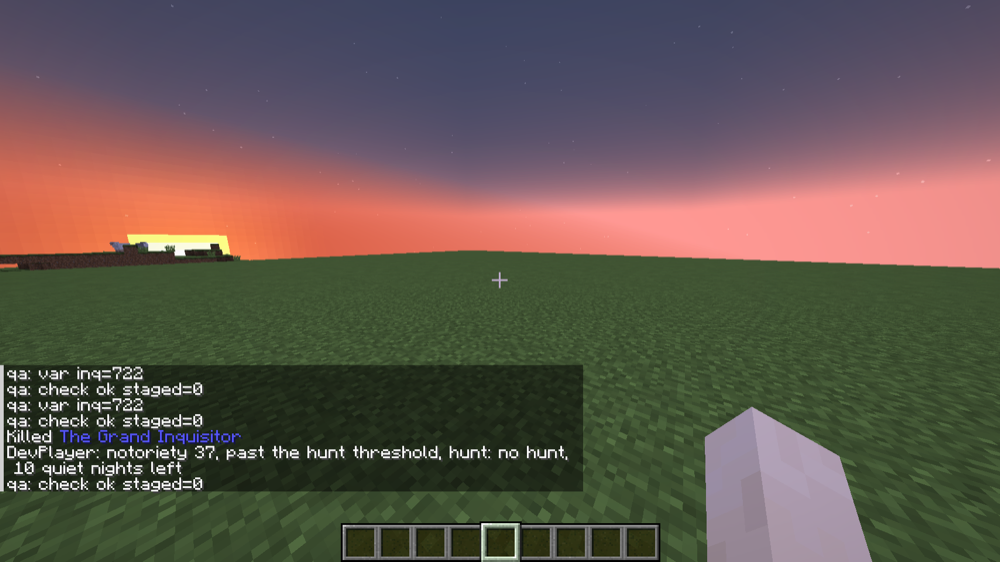 qa: var inq=722
qa: check ok staged=0
qa: var inq=722
qa: check ok staged=0
Killed The Grand Inquisitor
DevPlayer: notoriety 37, past the hunt threshold, hunt: no hunt,
10 quiet nights left
qa: check ok staged=0